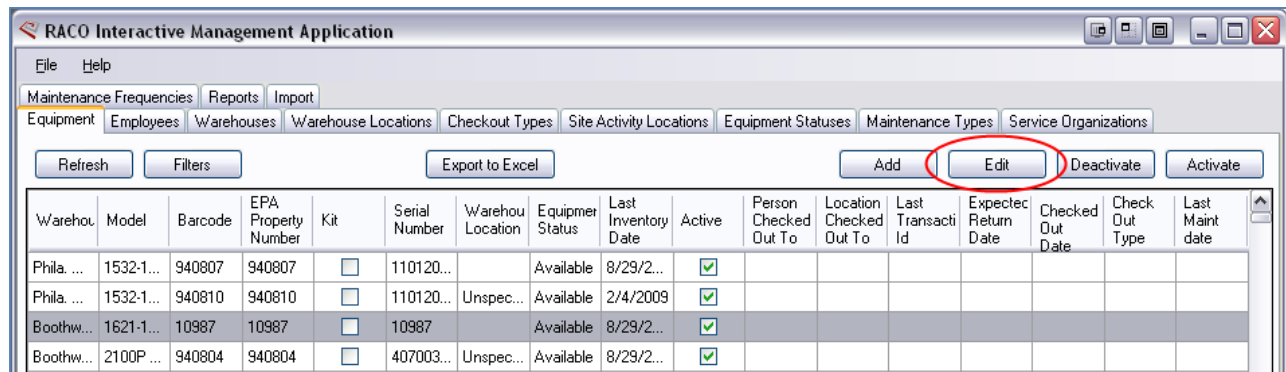 RACO Interactive Management Application
File Help
Maintenance Frequencies Reports Import
Equipment Employees Warehouses Warehouse Locations Checkout Types Site Activity Locations Equipment Statuses Maintenance Types Service Organizations
Refresh Filters Export to Excel Add Edit Deactivate Activate
Warehou Model Barcode EPA Property Number Kit Serial Number Warehou Location Equipmer Status Last Inventory Date Active Person Checked Out To Location Checked Out To Last Transacti Id Expectec Return Date Checked Out Date Check Out Type Last Maint date
Phila. ... 1532-1... 940807 940807 110120... Available 8/29/2...
Phila. ... 1532-1... 940810 940810 110120... Unspec... Available 2/4/2009
Boothw... 1621-1... 10987 10987 10987 Available 8/29/2...
Boothw... 2100P ... 940804 940804 407003... Unspec... Available 8/29/2...